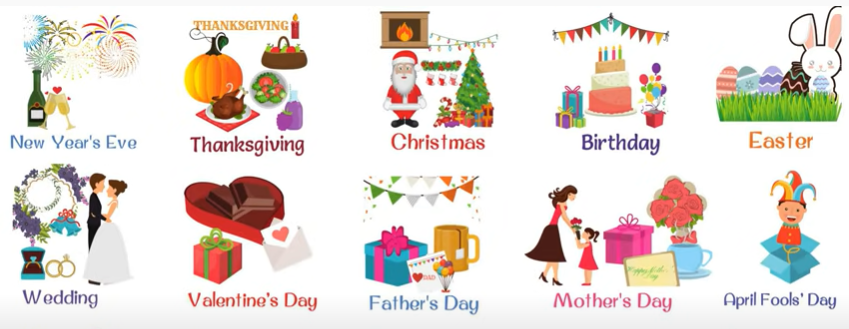 THANKSGIVING
New Year's Eve
Thanksgiving
Christmas
Birthday
Easter
Wedding
Valentine's Day
Father's Day
Mother's Day
April Fools' Day